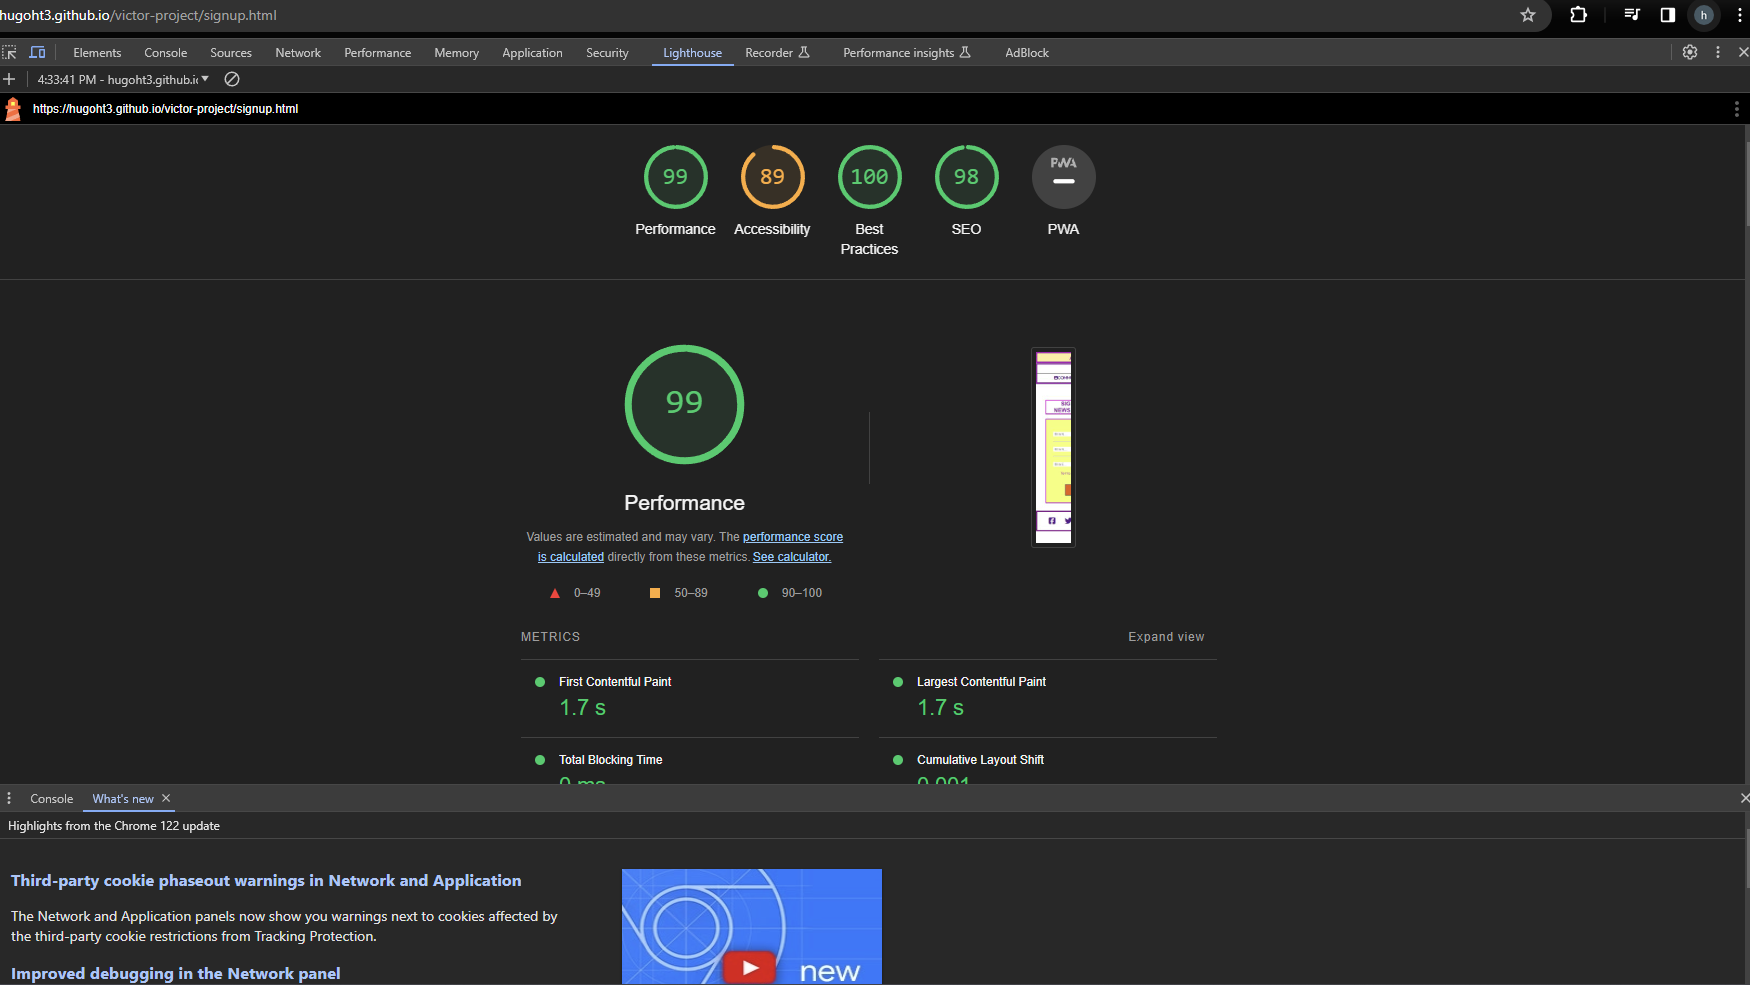 hugoht3.github.io/victor-project/signup.html
h
Elements Console Sources Network Performance Memory Application Security Lighthouse Recorder Performance insights AdBlock
4:33:41 PM - hugoht3.github.i
https://hugoht3.github.io/victor-project/signup.html
99 89 100 98 PWA
Performance Accessibility Best Practices SEO PWA
99
Performance
Values are estimated and may vary. The performance score
is calculated directly from these metrics. See calculator.
0–49 50–89 90–100
METRICS Expand view
First Contentful Paint
1.7 s
Largest Contentful Paint
1.7 s
Total Blocking Time
0 ms
Cumulative Layout Shift
0.001
Console What's new
Highlights from the Chrome 122 update
Third-party cookie phaseout warnings in Network and Application
The Network and Application panels now show you warnings next to cookies affected by
the third-party cookie restrictions from Tracking Protection.
Improved debugging in the Network panel
new